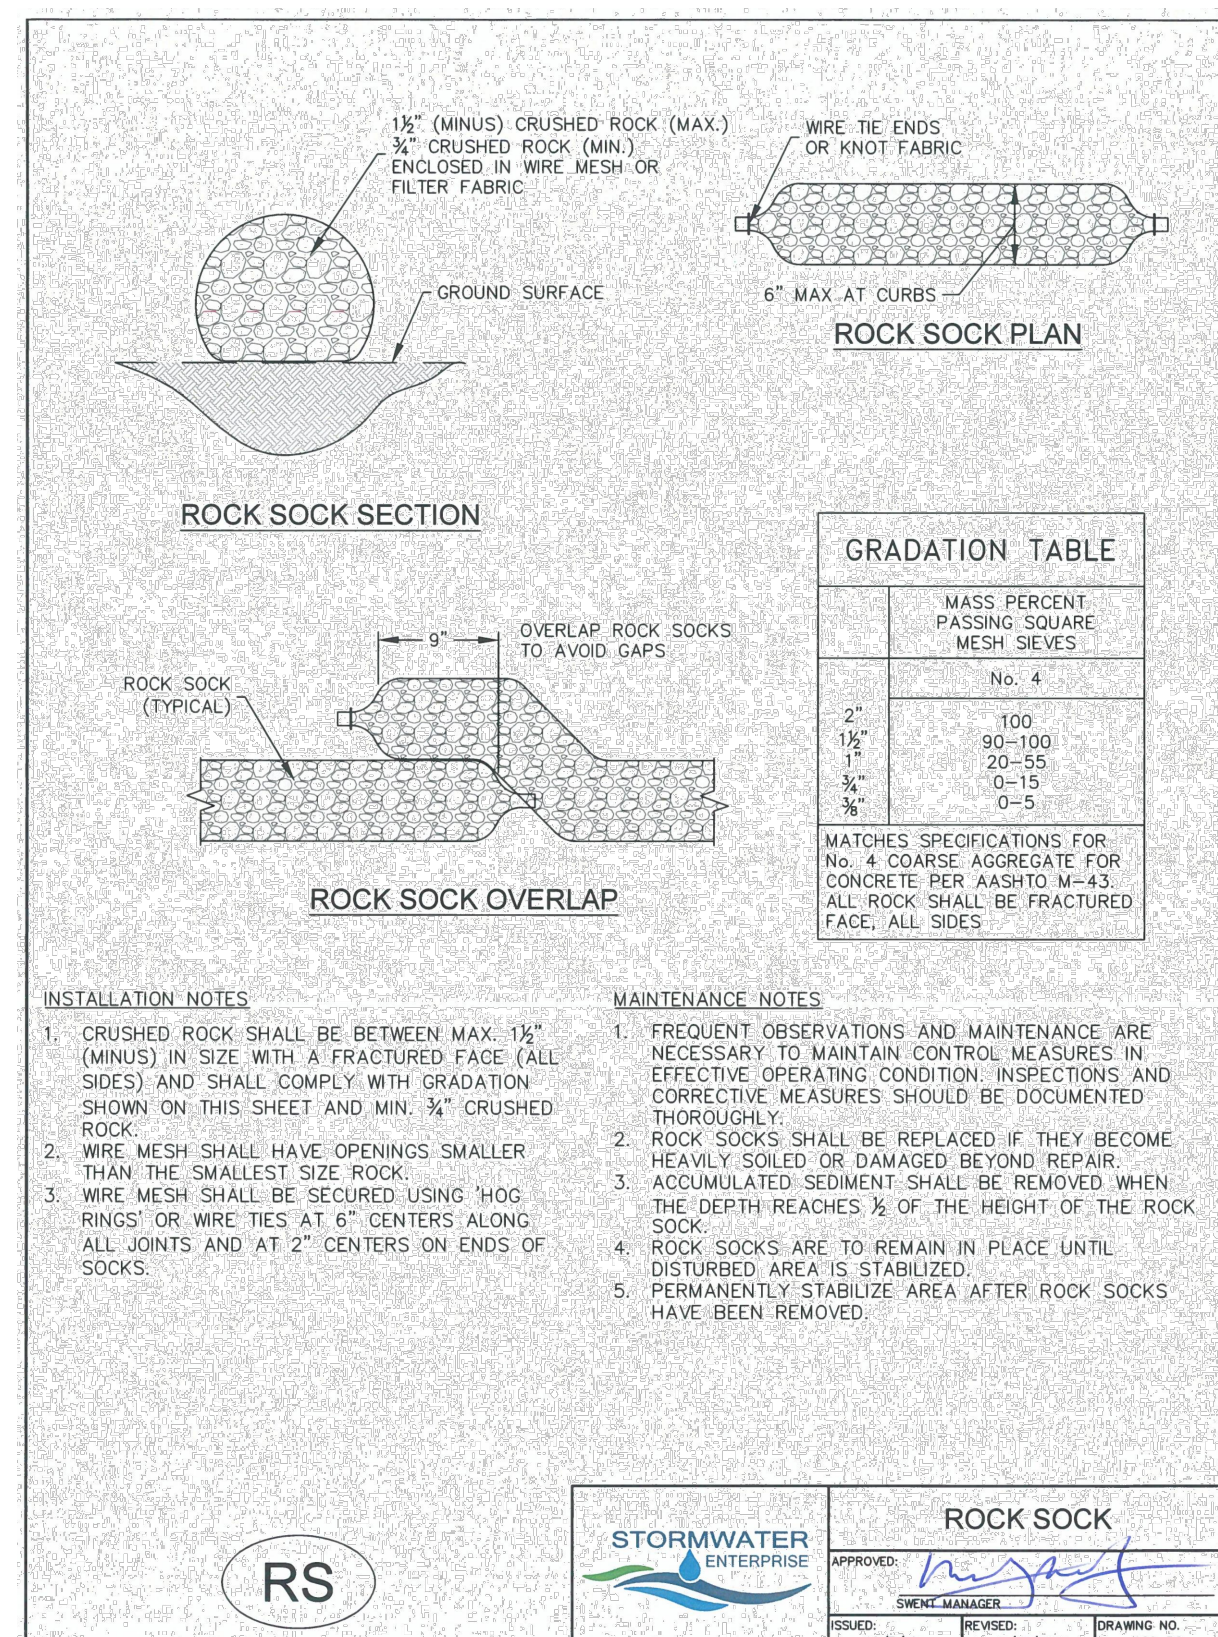 1½" (MINUS) CRUSHED ROCK (MAX.)
¾" CRUSHED ROCK (MIN.)
ENCLOSED IN WIRE MESH OR
FILTER FABRIC
GROUND SURFACE
ROCK SOCK SECTION
WIRE TIE ENDS
OR KNOT FABRIC
6" MAX AT CURBS
ROCK SOCK PLAN
9"
OVERLAP ROCK SOCKS
TO AVOID GAPS
ROCK SOCK
(TYPICAL)
ROCK SOCK OVERLAP
GRADATION TABLE
MASS PERCENT
PASSING SQUARE
MESH SIEVES
No. 4
2" 100
1½" 90-100
1" 20-55
¾" 0-15
⅜" 0-5
MATCHES SPECIFICATIONS FOR
No. 4 COARSE AGGREGATE FOR
CONCRETE PER AASHTO M-43.
ALL ROCK SHALL BE FRACTURED
FACE, ALL SIDES
INSTALLATION NOTES
1. CRUSHED ROCK SHALL BE BETWEEN MAX. 1½"
(MINUS) IN SIZE WITH A FRACTURED FACE (ALL
SIDES) AND SHALL COMPLY WITH GRADATION
SHOWN ON THIS SHEET AND MIN. ¾" CRUSHED
ROCK.
2. WIRE MESH SHALL HAVE OPENINGS SMALLER
THAN THE SMALLEST SIZE ROCK.
3. WIRE MESH SHALL BE SECURED USING 'HOG
RINGS' OR WIRE TIES AT 6" CENTERS ALONG
ALL JOINTS AND AT 2" CENTERS ON ENDS OF
SOCKS.
MAINTENANCE NOTES
1. FREQUENT OBSERVATIONS AND MAINTENANCE ARE
NECESSARY TO MAINTAIN CONTROL MEASURES IN
EFFECTIVE OPERATING CONDITION. INSPECTIONS AND
CORRECTIVE MEASURES SHOULD BE DOCUMENTED
THOROUGHLY.
2. ROCK SOCKS SHALL BE REPLACED IF THEY BECOME
HEAVILY SOILED OR DAMAGED BEYOND REPAIR.
3. ACCUMULATED SEDIMENT SHALL BE REMOVED WHEN
THE DEPTH REACHES ½ OF THE HEIGHT OF THE ROCK
SOCK.
4. ROCK SOCKS ARE TO REMAIN IN PLACE UNTIL
DISTURBED AREA IS STABILIZED.
5. PERMANENTLY STABILIZE AREA AFTER ROCK SOCKS
HAVE BEEN REMOVED.
RS
STORMWATER
ENTERPRISE
ROCK SOCK
APPROVED:
SWENT MANAGER
ISSUED:
REVISED:
DRAWING NO.